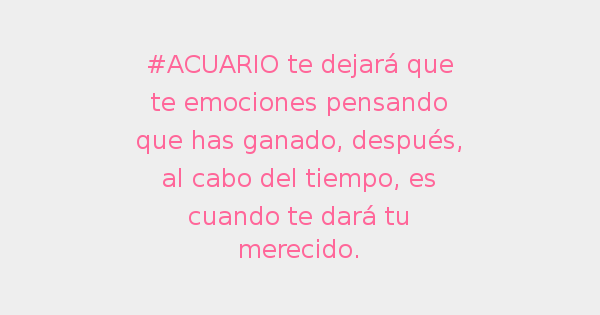 #ACUARIO te dejará que
te emociones pensando
que has ganado, después,
al cabo del tiempo, es
cuando te dará tu
merecido.